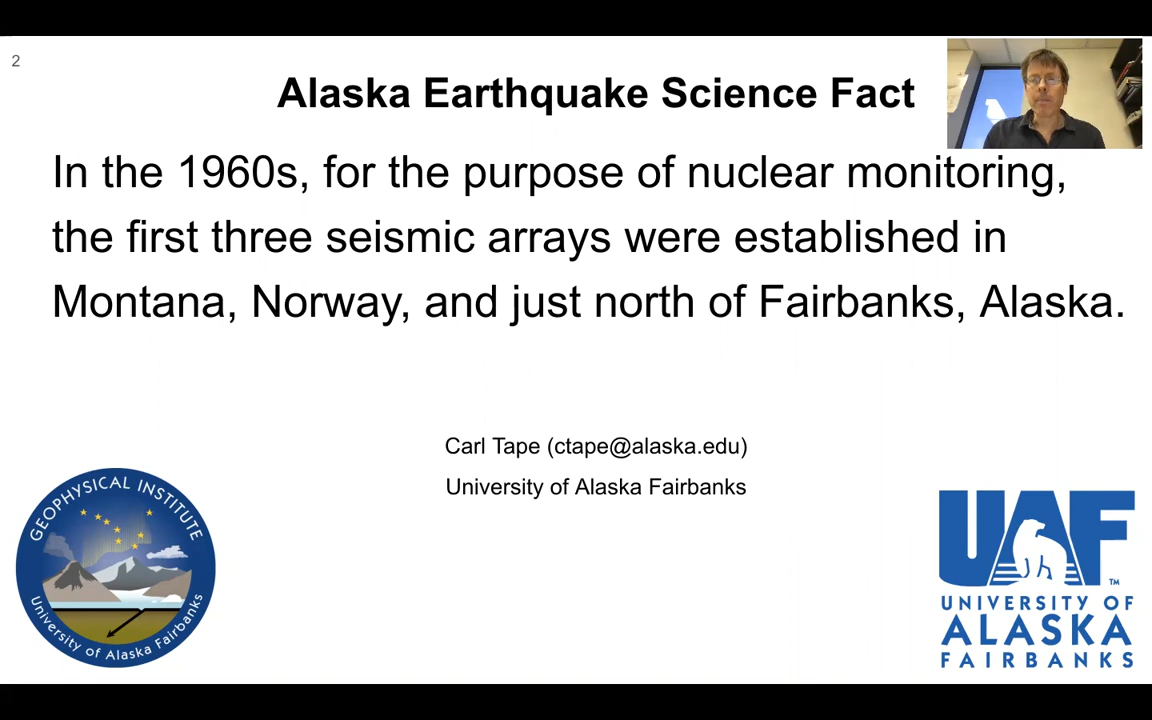 2
Alaska Earthquake Science Fact
In the 1960s, for the purpose of nuclear monitoring,
the first three seismic arrays were established in
Montana, Norway, and just north of Fairbanks, Alaska.
Carl Tape (ctape@alaska.edu)
University of Alaska Fairbanks
GEOPHYSICAL INSTITUTE
University of Alaska Fairbanks
UAF
TM
UNIVERSITY OF
ALASKA
FAIRBANKS